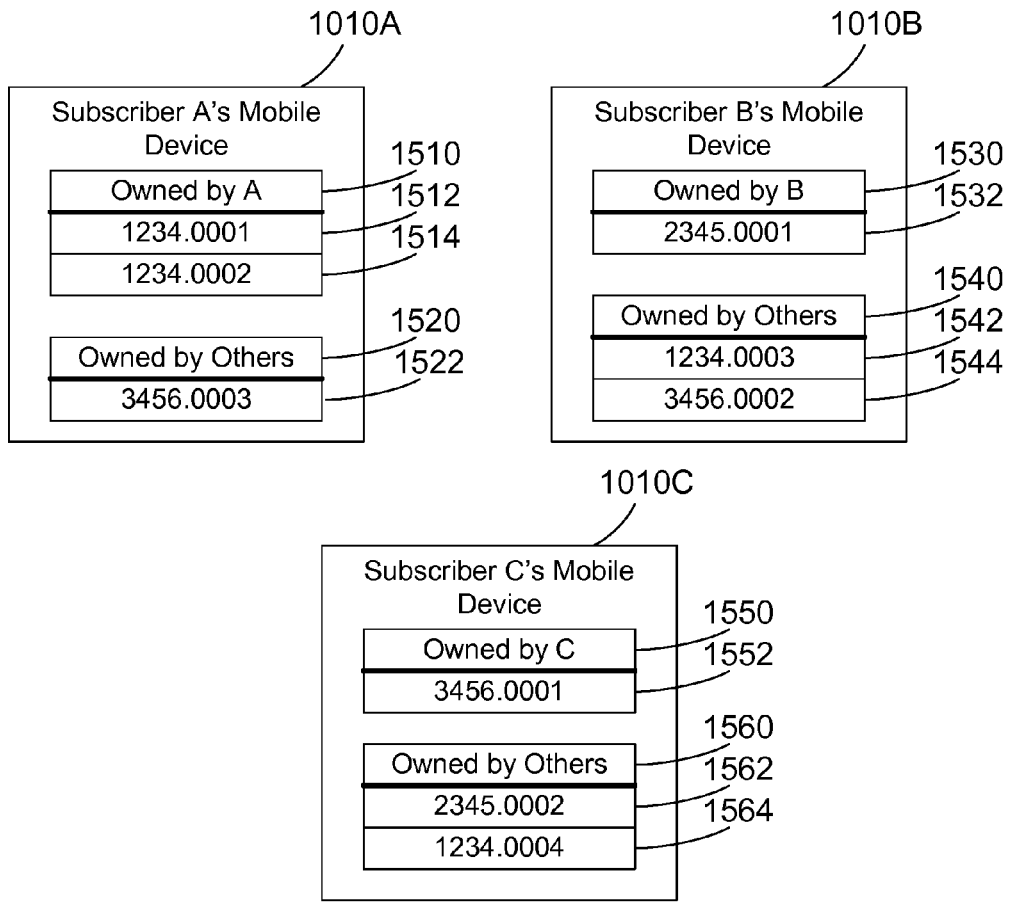 1010A
Subscriber A's Mobile
Device
1510
Owned by A
1512
1234.0001
1514
1234.0002
1520
Owned by Others
1522
3456.0003
1010B
Subscriber B's Mobile
Device
1530
Owned by B
1532
2345.0001
1540
Owned by Others
1542
1234.0003
1544
3456.0002
1010C
Subscriber C's Mobile
Device
1550
Owned by C
1552
3456.0001
1560
Owned by Others
1562
2345.0002
1564
1234.0004